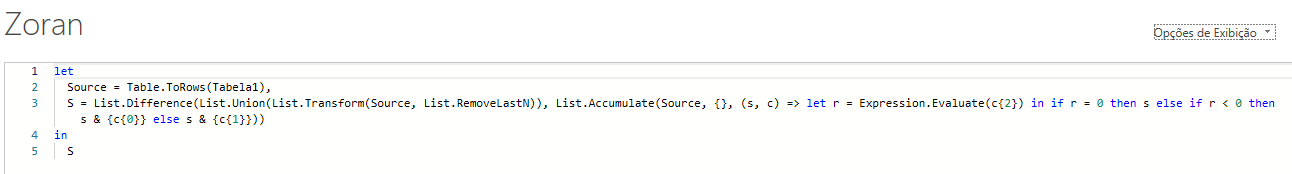 Zoran
Opções de Exibição
1 let
2 Source = Table.ToRows(Tabela1),
3 S = List.Difference(List.Union(List.Transform(Source, List.RemoveLastN)), List.Accumulate(Source, {}, (s, c) => let r = Expression.Evaluate(c{2}) in if r = 0 then s else if r < 0 then
s & {c{0}} else s & {c{1}}))
4 in
5 S